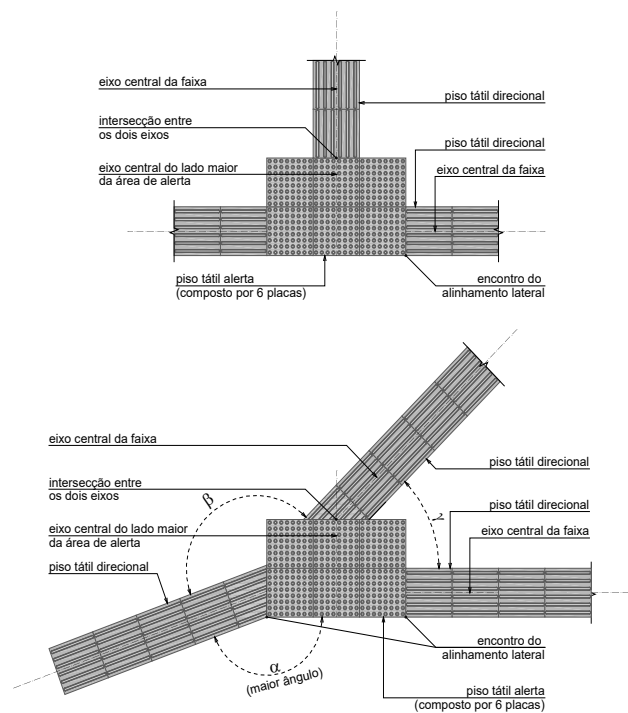 eixo central da faixa
piso tátil direcional
intersecção entre
os dois eixos
piso tátil direcional
eixo central do lado maior
da área de alerta
eixo central da faixa
piso tátil alerta
(composto por 6 placas)
encontro do
alinhamento lateral
eixo central da faixa
piso tátil direcional
intersecção entre
os dois eixos
β
γ
piso tátil direcional
eixo central do lado maior
da área de alerta
eixo central da faixa
piso tátil direcional
encontro do
alinhamento lateral
α
(maior ângulo)
piso tátil alerta
(composto por 6 placas)